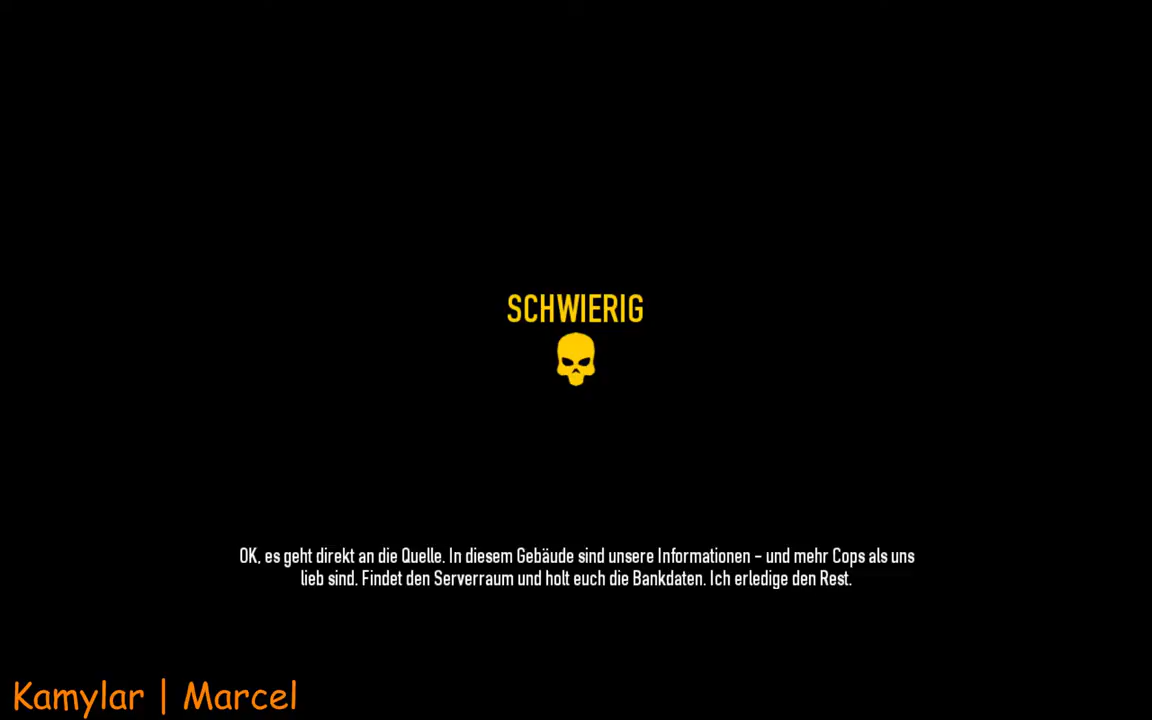 SCHWIERIG
OK, es geht direkt an die Quelle. In diesem Gebäude sind unsere Informationen - und mehr Cops als uns
lieb sind. Findet den Serverraum und holt euch die Bankdaten. Ich erledige den Rest.
Kamylar | Marcel